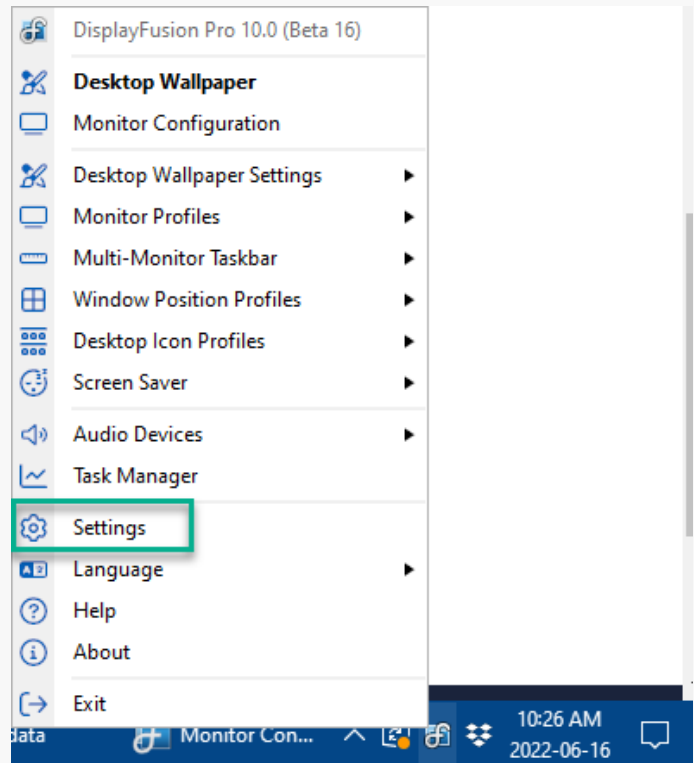 DisplayFusion Pro 10.0 (Beta 16)
Desktop Wallpaper
Monitor Configuration
Desktop Wallpaper Settings
Monitor Profiles
Multi-Monitor Taskbar
Window Position Profiles
Desktop Icon Profiles
Screen Saver
Audio Devices
Task Manager
Settings
Language
Help
About
Exit
data
Monitor Con...
10:26 AM
2022-06-16